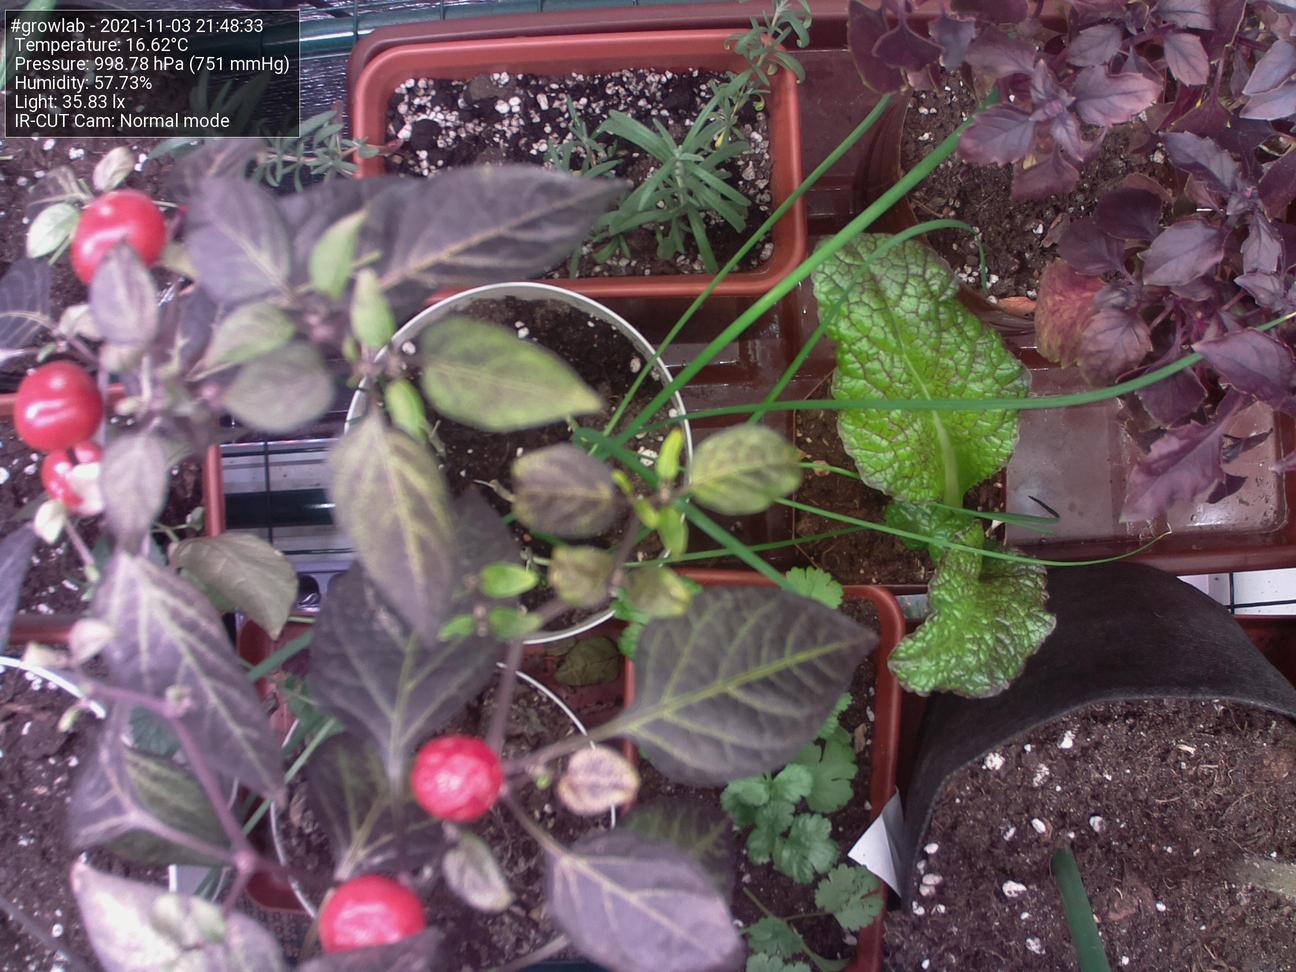 #growlab - 2021-11-03 21:48:33
Temperature: 16.62°C
Pressure: 998.78 hPa (751 mmHg)
Humidity: 57.73%
Light: 35.83 lx
IR-CUT Cam: Normal mode